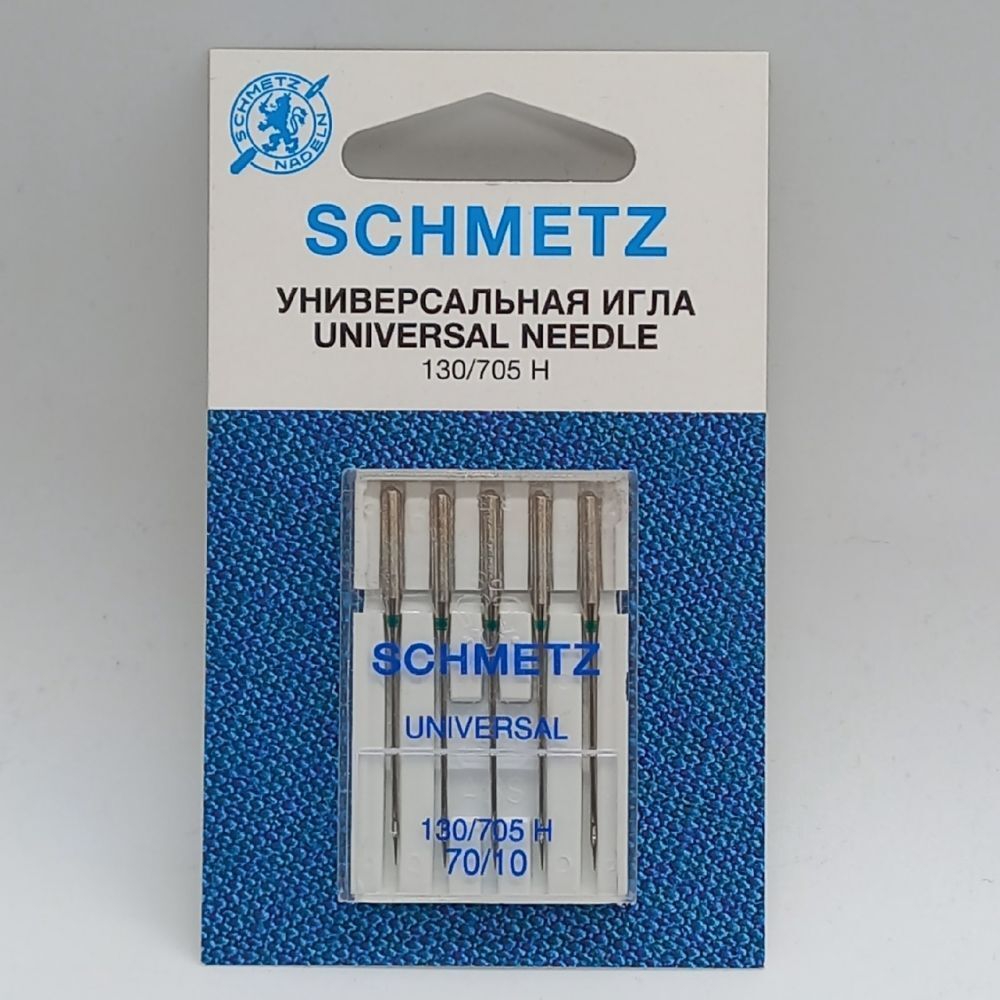 SCHMETZ
NADELN
SCHMETZ
УНИВЕРСАЛЬНАЯ ИГЛА
UNIVERSAL NEEDLE
130/705 H
SCHMETZ
UNIVERSAL
130/705 H
70/10